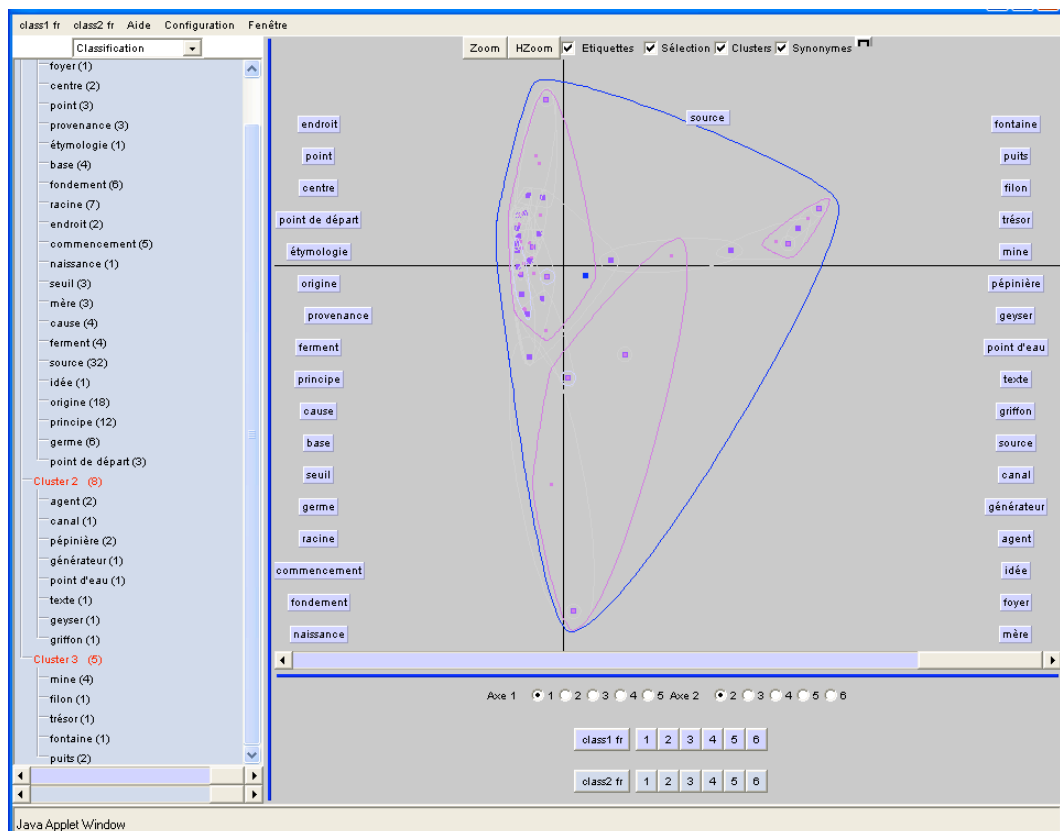 class1 fr class2 fr Aide Configuration Fenêtre
Classification
foyer (1)
centre (2)
point (3)
provenance (3)
étymologie (1)
base (4)
fondement (6)
racine (7)
endroit (2)
commencement (5)
naissance (1)
seuil (3)
mère (3)
cause (4)
ferment (4)
source (32)
idée (1)
origine (18)
principe (12)
germe (6)
point de départ (3)
Cluster 2 (8)
agent (2)
canal (1)
pépinière (2)
générateur (1)
point d'eau (1)
texte (1)
geyser (1)
griffon (1)
Cluster 3 (5)
mine (4)
filon (1)
trésor (1)
fontaine (1)
puits (2)
Zoom HZoom Etiquettes Sélection Clusters Synonymes
source
endroit
point
centre
point de départ
étymologie
origine
provenance
ferment
principe
cause
base
seuil
germe
racine
commencement
fondement
naissance
fontaine
puits
filon
trésor
mine
pépinière
geyser
point d'eau
texte
griffon
source
canal
générateur
agent
idée
foyer
mère
Axe 1 1 2 3 4 5 Axe 2 2 3 4 5 6
class1 fr 1 2 3 4 5 6
class2 fr 1 2 3 4 5 6
Java Applet Window